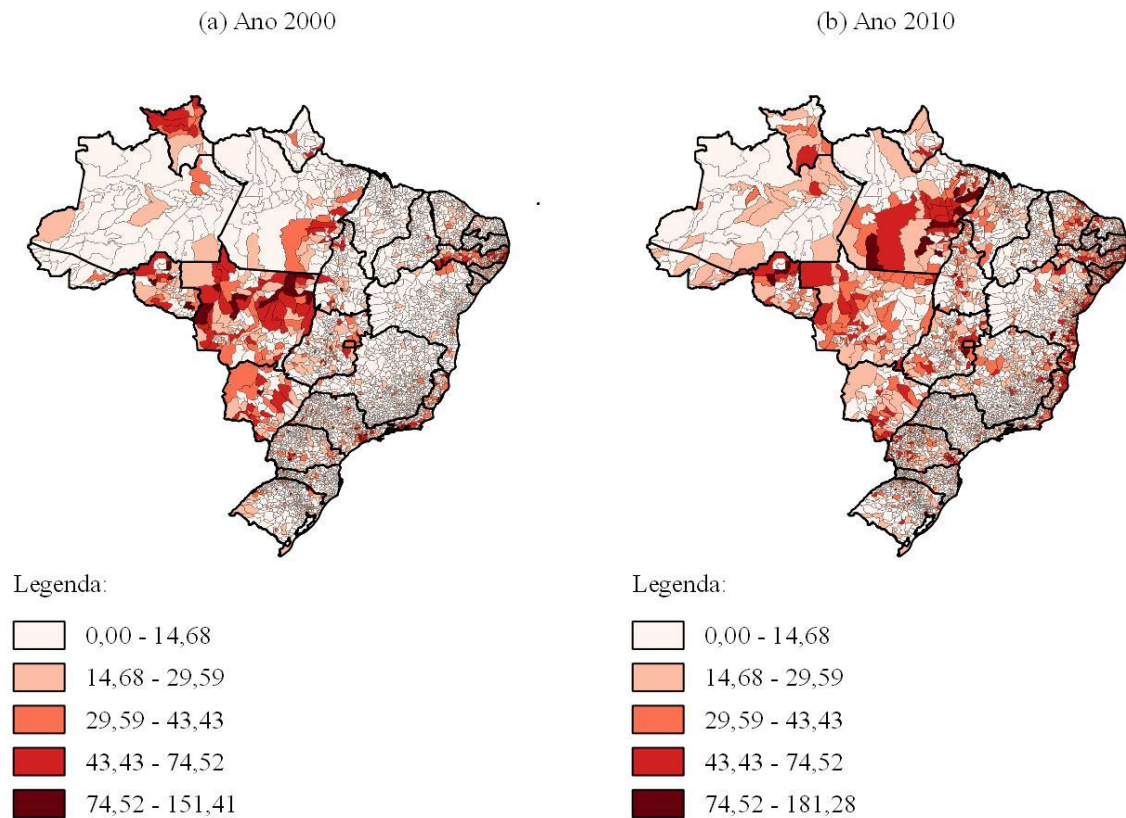 (a) Ano 2000
(b) Ano 2010
Legenda:
0,00 - 14,68
14,68 - 29,59
29,59 - 43,43
43,43 - 74,52
74,52 - 151,41
Legenda:
0,00 - 14,68
14,68 - 29,59
29,59 - 43,43
43,43 - 74,52
74,52 - 181,28